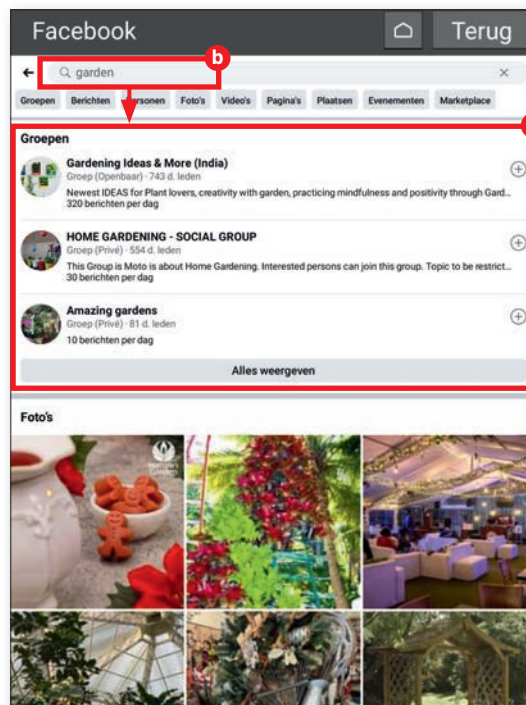 Facebook
Terug
garden
b
Groepen Berichten Personen Foto's Video's Pagina's Plaatsen Evenementen Marketplace
Groepen
Gardening Ideas & More (India)
Groep (Openbaar) · 743 d. leden
Newest IDEAS for Plant lovers, creativity with garden, practicing mindfulness and positivity through Gard...
320 berichten per dag
HOME GARDENING - SOCIAL GROUP
Groep (Privé) · 554 d. leden
This Group is Moto is about Home Gardening. Interested persons can join this group. Topic to be restrict...
30 berichten per dag
Amazing gardens
Groep (Privé) · 81 d. leden
10 berichten per dag
Alles weergeven
Foto's